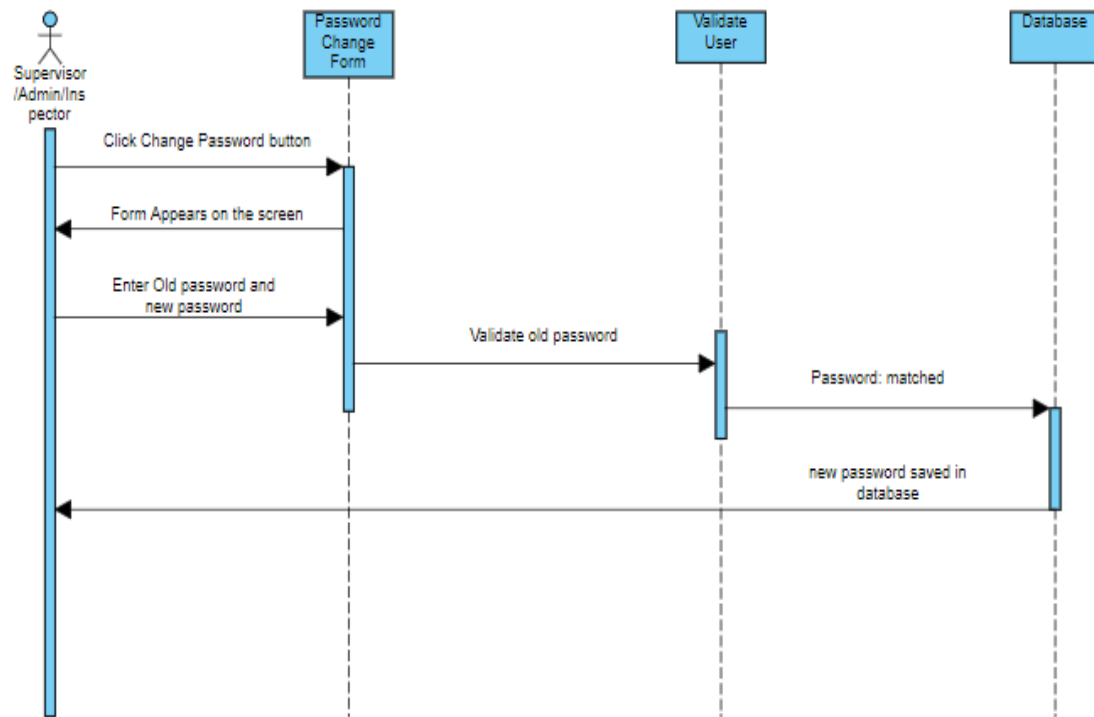 Password
Change
Form
Validate
User
Database
Supervisor
/Admin/Ins
pector
Click Change Password button
Form Appears on the screen
Enter Old password and
new password
Validate old password
Password: matched
new password saved in
database